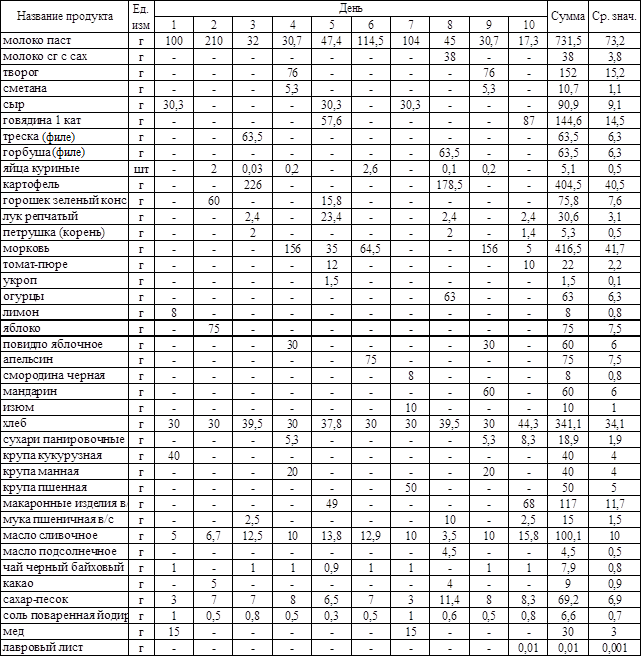 Название продукта Ед. изм День Сумма Ср. знач.
1 2 3 4 5 6 7 8 9 10
молоко паст г 100 210 32 30,7 47,4 114,5 104 45 30,7 17,3 731,5 73,2
молоко сг с сах г - - - - - - - 38 - - 38 3,8
творог г - - - 76 - - - - 76 - 152 15,2
сметана г - - - 5,3 - - - - 5,3 - 10,7 1,1
сыр г 30,3 - - - 30,3 - 30,3 - - - 90,9 9,1
говядина 1 кат г - - - - 57,6 - - - - 87 144,6 14,5
треска (филе) г - - 63,5 - - - - - - - 63,5 6,3
горбуша (филе) г - - - - - - - 63,5 - - 63,5 6,3
яйца куриные шт - 2 0,03 0,2 - 2,6 - 0,1 0,2 - 5,1 0,5
картофель г - - 226 - - - - 178,5 - - 404,5 40,5
горошек зеленый конс г - 60 - - 15,8 - - - - - 75,8 7,6
лук репчатый г - - 2,4 - 23,4 - - 2,4 - 2,4 30,6 3,1
петрушка (корень) г - - 2 - - - - 2 - 1,4 5,3 0,5
морковь г - - - 156 35 64,5 - - 156 5 416,5 41,7
томат-пюре г - - - - 12 - - - - 10 22 2,2
укроп г - - - - 1,5 - - - - - 1,5 0,1
огурцы г - - - - - - - 63 - - 63 6,3
лимон г 8 - - - - - - - - - 8 0,8
яблоко г - 75 - - - - - - - - 75 7,5
повидло яблочное г - - - 30 - - - - 30 - 60 6
апельсин г - - - - - 75 - - - - 75 7,5
смородина черная г - - - - - - 8 - - - 8 0,8
мандарин г - - - - - - - - 60 - 60 6
изюм г - - - - - - 10 - - - 10 1
хлеб г 30 30 39,5 30 37,8 30 30 39,5 30 44,3 341,1 34,1
сухари панировочные г - - - 5,3 - - - - 5,3 8,3 18,9 1,9
крупа кукурузная г 40 - - - - - - - - - 40 4
крупа манная г - - - 20 - - - - 20 - 40 4
крупа пшенная г - - - - - - 50 - - - 50 5
макаронные изделия в/ г - - - - 49 - - - - 68 117 11,7
мука пшеничная в/с г - - 2,5 - - - - 10 - 2,5 15 1,5
масло сливочное г 5 6,7 12,5 10 13,8 12,9 10 3,5 10 15,8 100,1 10
масло подсолнечное г - - - - - - - 4,5 - - 4,5 0,5
чай черный байховый г 1 - 1 1 0,9 1 1 - 1 1 7,9 0,8
какао г - 5 - - - - - 4 - - 9 0,9
сахар-песок г 3 7 7 8 6,5 7 3 11,4 8 8,3 69,2 6,9
соль поваренная йодир г 1 0,5 0,8 0,5 0,3 0,5 1 0,6 0,5 0,8 6,6 0,7
мед г 15 - - - - - 15 - - - 30 3
лавровый лист г - - - - - - - - - 0,01 0,01 0,001